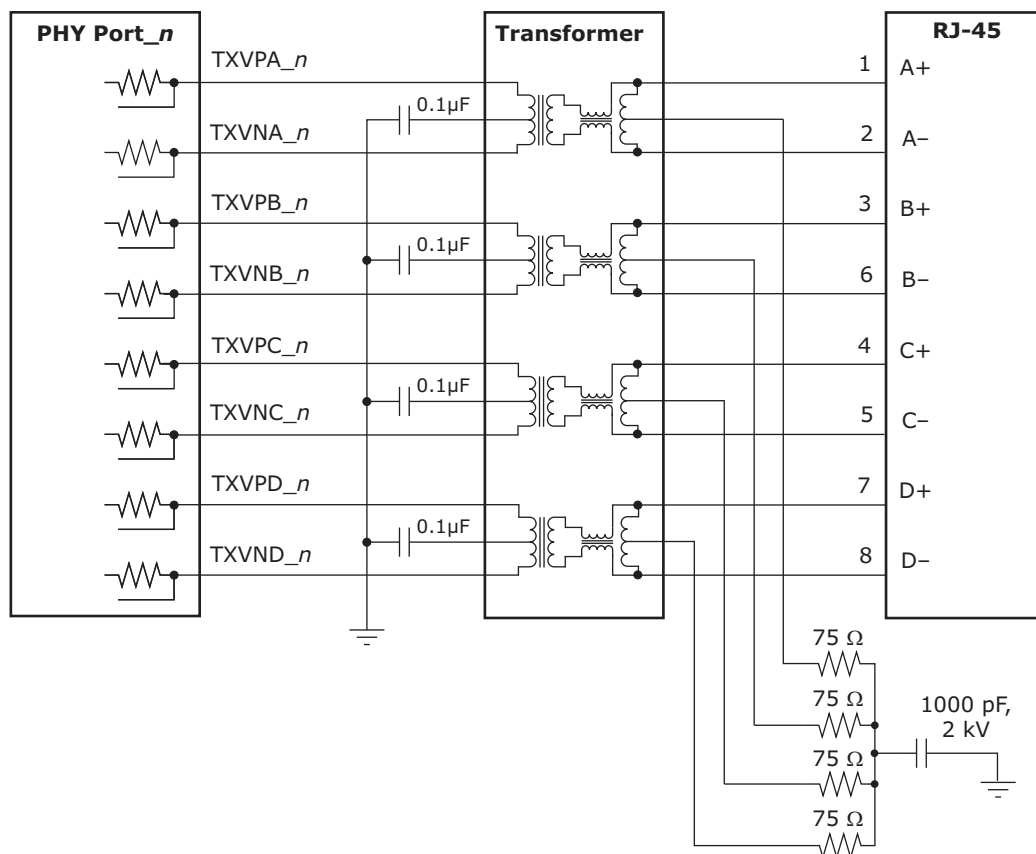 PHY Port_n
Transformer
RJ-45
TXVPA_n
1
A+
0.1µF
TXVNA_n
2
A–
TXVPB_n
3
B+
0.1µF
TXVNB_n
6
B–
TXVPC_n
4
C+
0.1µF
TXVNC_n
5
C–
TXVPD_n
7
D+
0.1µF
TXVND_n
8
D–
75 Ω
75 Ω
1000 pF,
2 kV
75 Ω
75 Ω